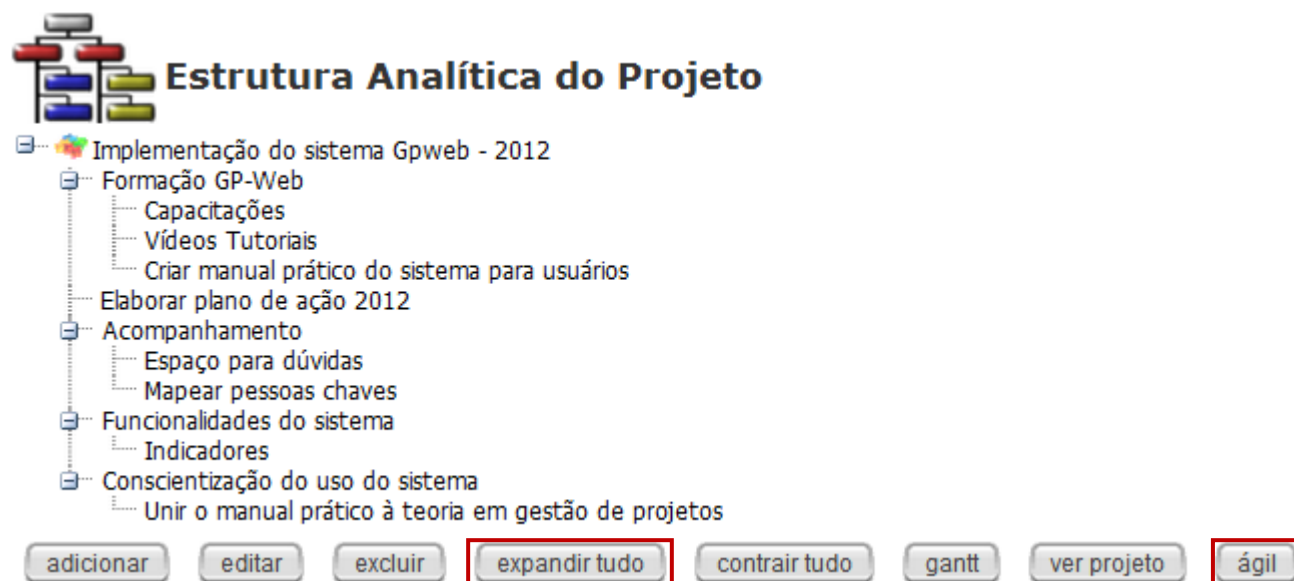 Estrutura Analítica do Projeto
Implementação do sistema Gpweb - 2012
Formação GP-Web
Capacitações
Vídeos Tutoriais
Criar manual prático do sistema para usuários
Elaborar plano de ação 2012
Acompanhamento
Espaço para dúvidas
Mapear pessoas chaves
Funcionalidades do sistema
Indicadores
Conscientização do uso do sistema
Unir o manual prático à teoria em gestão de projetos
adicionar editar excluir expandir tudo contrair tudo gantt ver projeto ágil